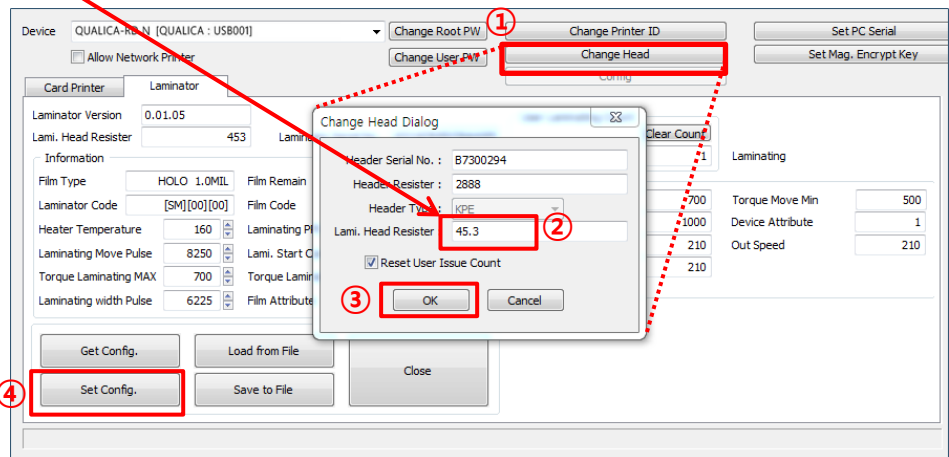 ①
Device QUALICA-RD N [QUALICA : USB001] Change Root PW Change Printer ID Set PC Serial
Allow Network Printer Change User PW Change Head Set Mag. Encrypt Key
Config
Card Printer Laminator
Laminator Version 0.01.05
Lami. Head Resister 453 Clear Count
1 Laminating
Information
Film Type HOLO 1.0MIL Film Remain
Laminator Code [SM][00][00] Film Code
Heater Temperature 160
Laminating Move Pulse 8250
Torque Laminating MAX 700
Laminating width Pulse 6225 Film Attribute
Change Head Dialog
Header Serial No. : B7300294
Header Resister : 2888
Header Type : KPE
Lami. Head Resister 45.3 ②
Reset User Issue Count
③ OK Cancel
700 Torque Move Min 500
1000 Device Attribute 1
210 Out Speed 210
210
Get Config. Load from File
Close
④ Set Config. Save to File